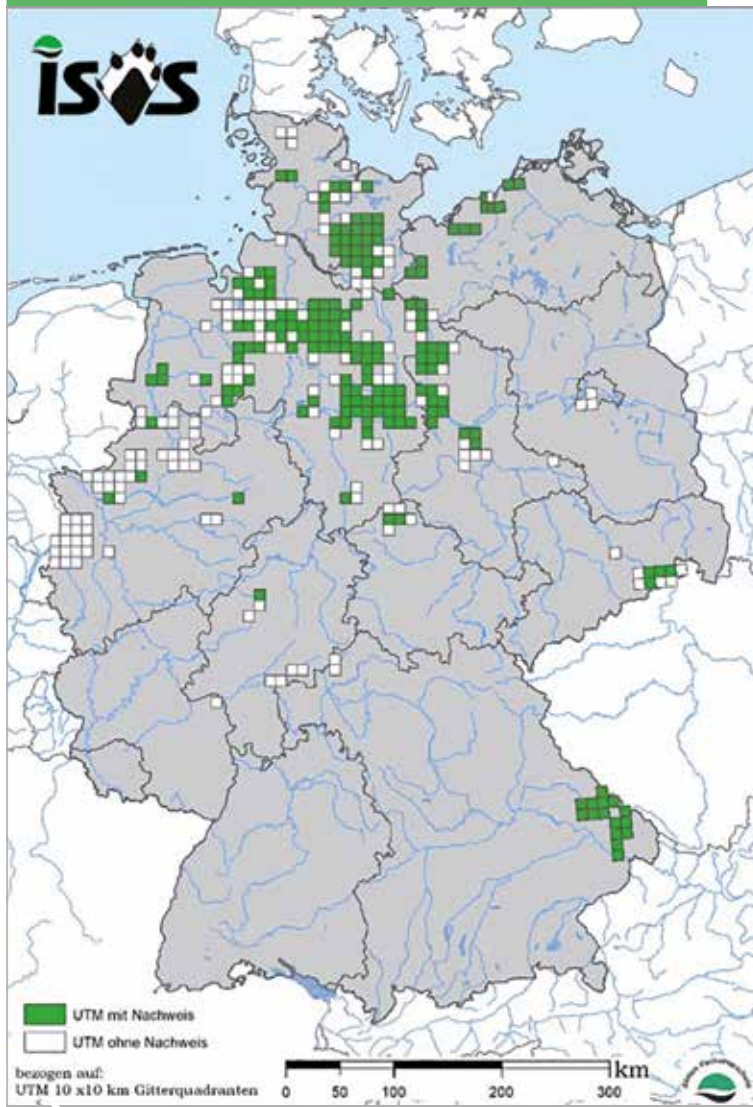 isos
UTM mit Nachweis
UTM ohne Nachweis
bezogen auf:
UTM 10 x10 km Gitterquadranten
0 50 100 200 300 km